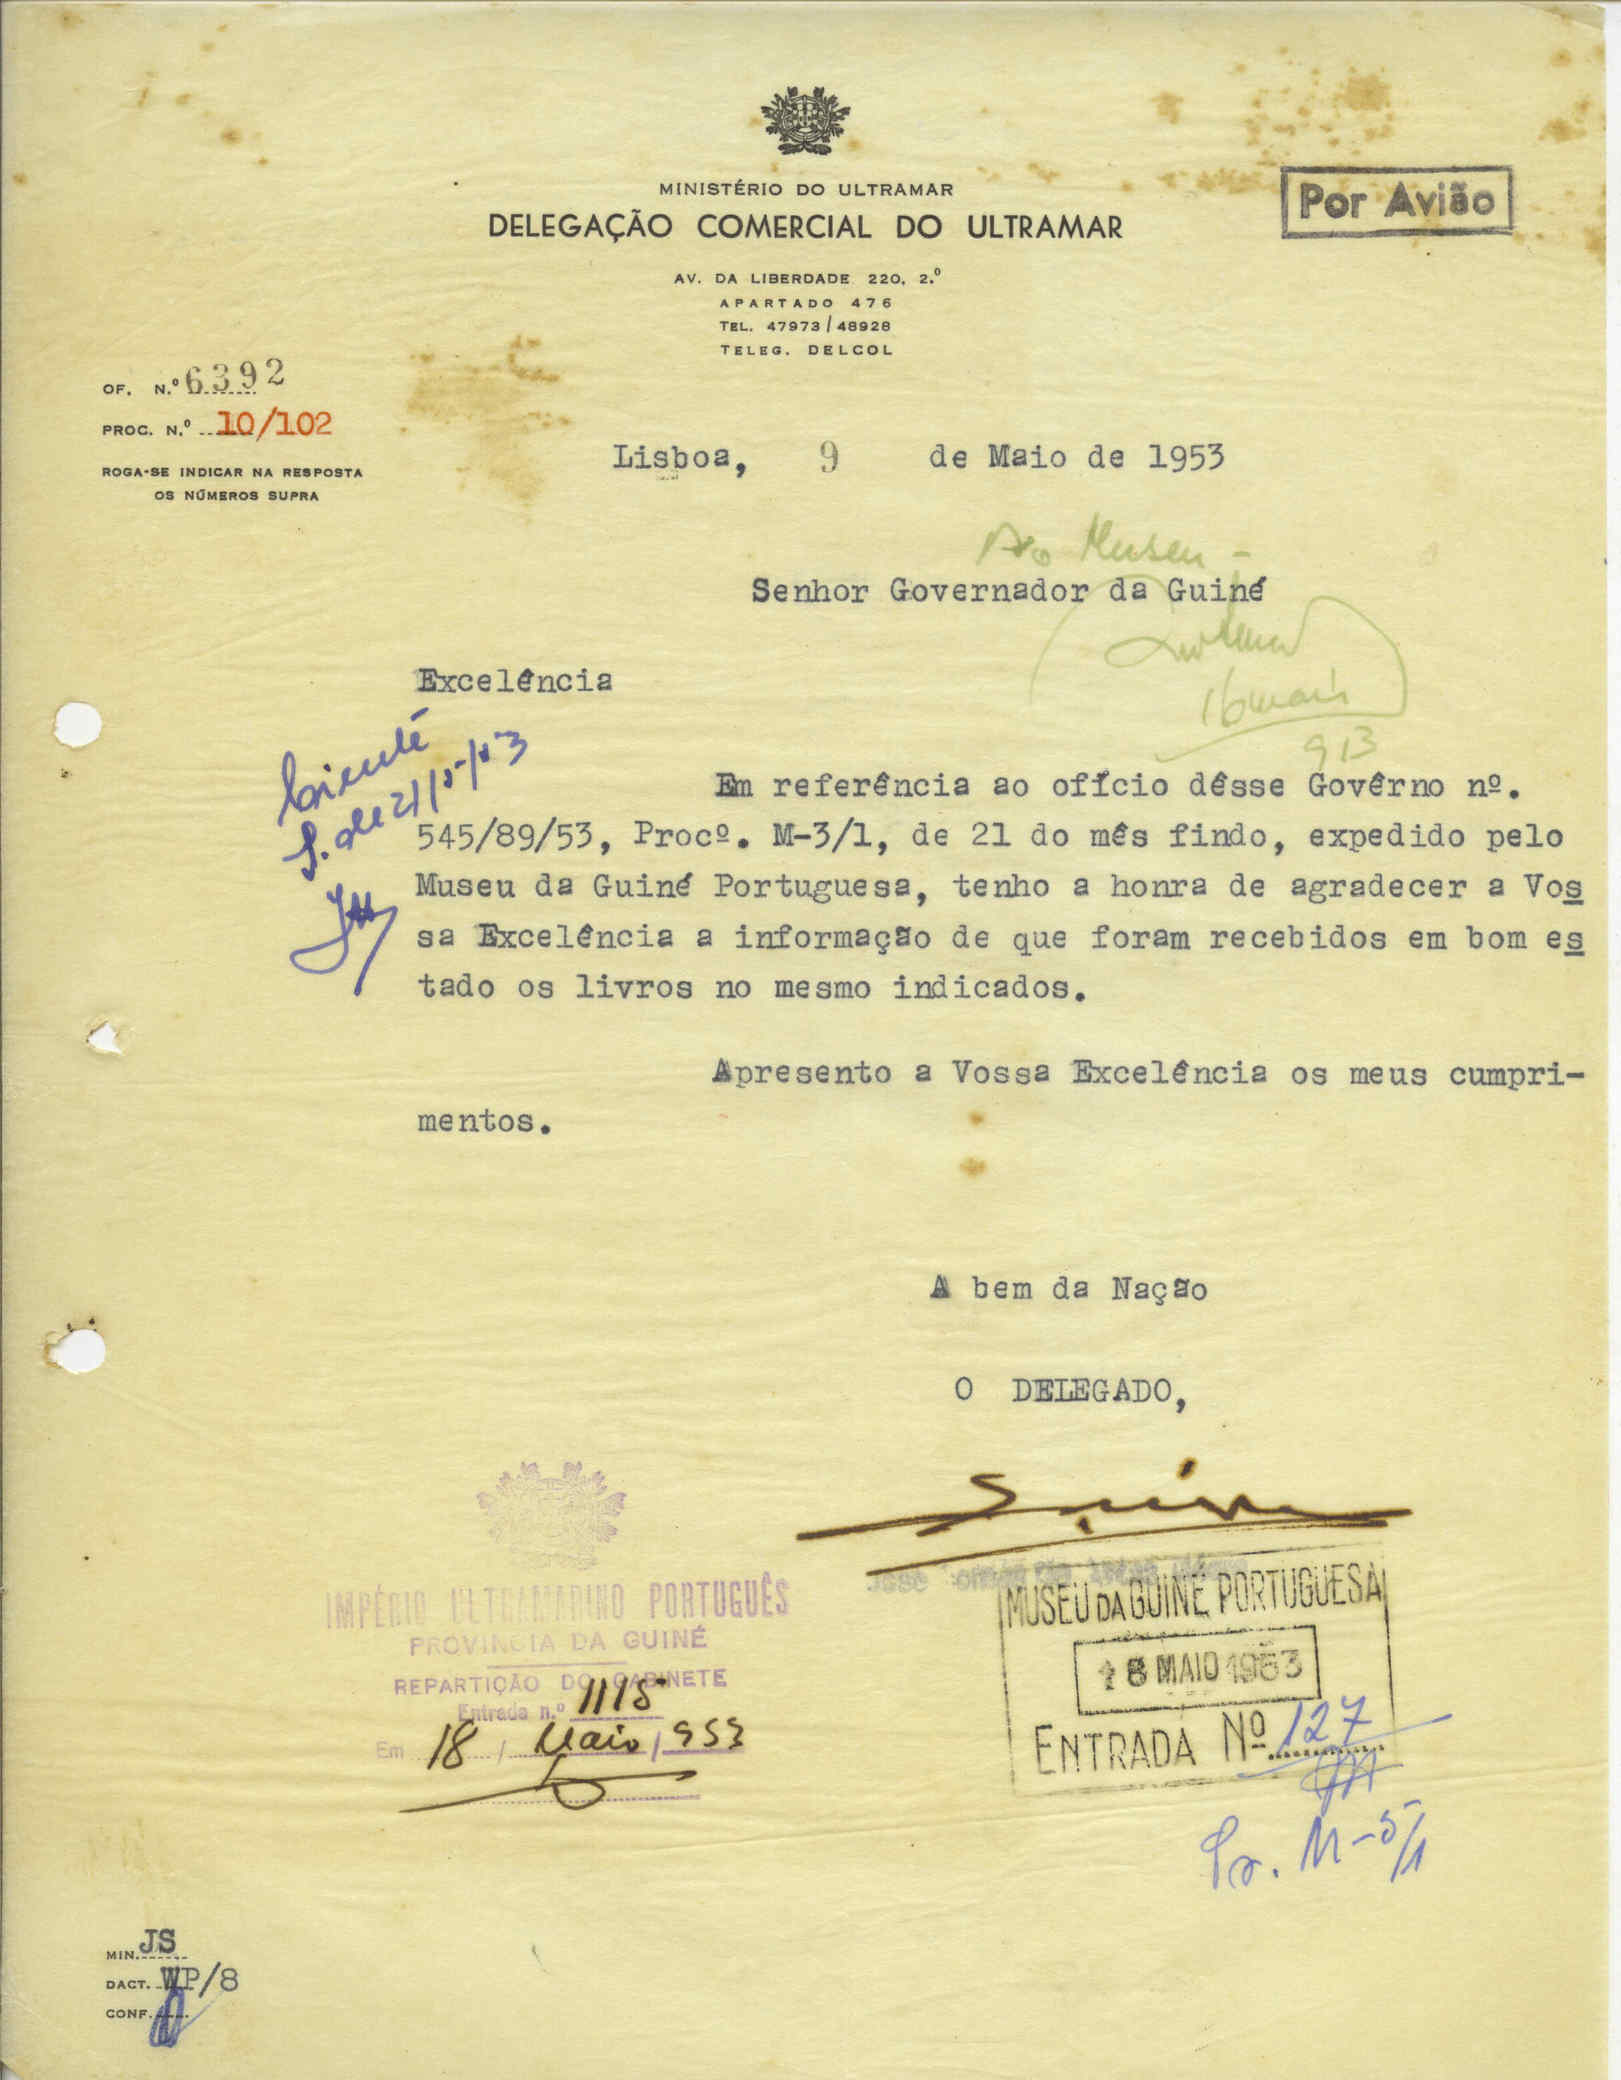 MINISTÉRIO DO ULTRAMAR
DELEGAÇÃO COMERCIAL DO ULTRAMAR
Por Avião
AV. DA LIBERDADE 220, 2.º
APARTADO 476
TEL. 47973/48928
TELEG. DELCOL
OF. N.º 6392
PROC. N.º 10/102
ROGA-SE INDICAR NA RESPOSTA
OS NÚMEROS SUPRA
Lisboa, 9 de Maio de 1953
Ao Museu -
Senhor Governador da Guiné
Excelência
Em referência ao ofício dêsse Govêrno nº.
545/89/53, Procº. M-3/1, de 21 do mês findo, expedido pelo
Museu da Guiné Portuguesa, tenho a honra de agradecer a Vos
sa Excelência a informação de que foram recebidos em bom es
tado os livros no mesmo indicados.
Apresento a Vossa Excelência os meus cumpri-
mentos.
A bem da Nação
O DELEGADO,
IMPÉRIO ULTRAMARINO PORTUGUÊS
PROVINCIA DA GUINÉ
REPARTIÇÃO DO GABINETE
Entrada n.º 1115
Em 18 / Maio / 953
MUSEU DA GUINÉ PORTUGUESA
18 MAIO 1953
ENTRADA Nº 127
Pr. M-5/1
MIN. JS
DACT. WP/8
CONF.